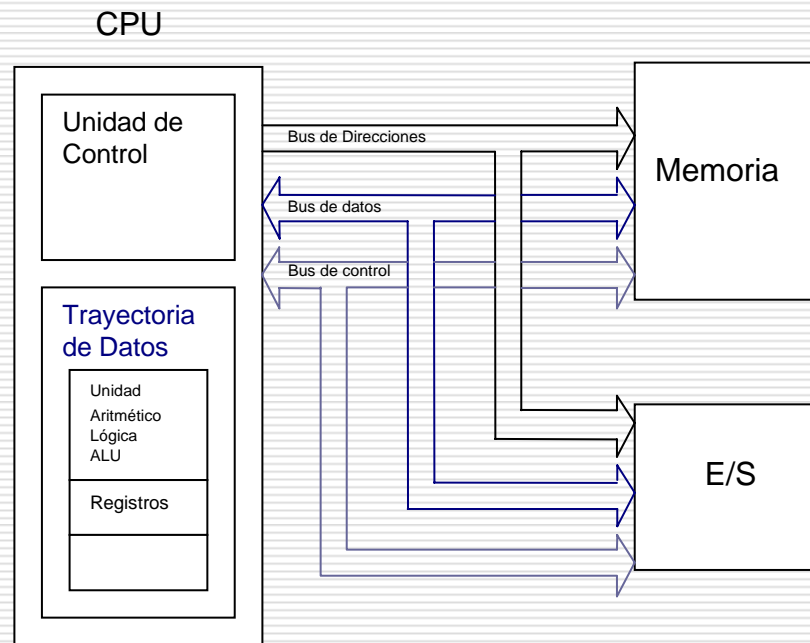 CPU
Unidad de
Control
Bus de Direcciones
Bus de datos
Bus de control
Memoria
Trayectoria
de Datos
Unidad
Aritmético
Lógica
ALU
Registros
E/S